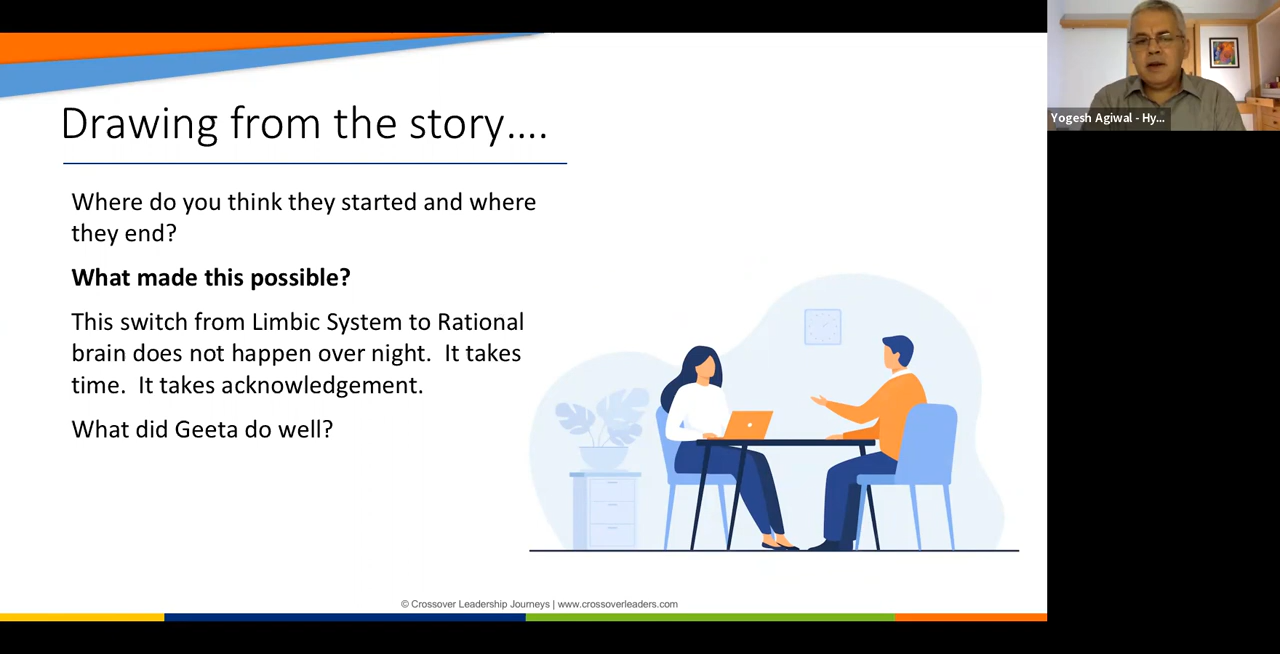 Drawing from the story....
Where do you think they started and where
they end?
What made this possible?
This switch from Limbic System to Rational
brain does not happen over night.  It takes
time.  It takes acknowledgement.
What did Geeta do well?
© Crossover Leadership Journeys | www.crossoverleaders.com
Yogesh Agiwal - Hy...